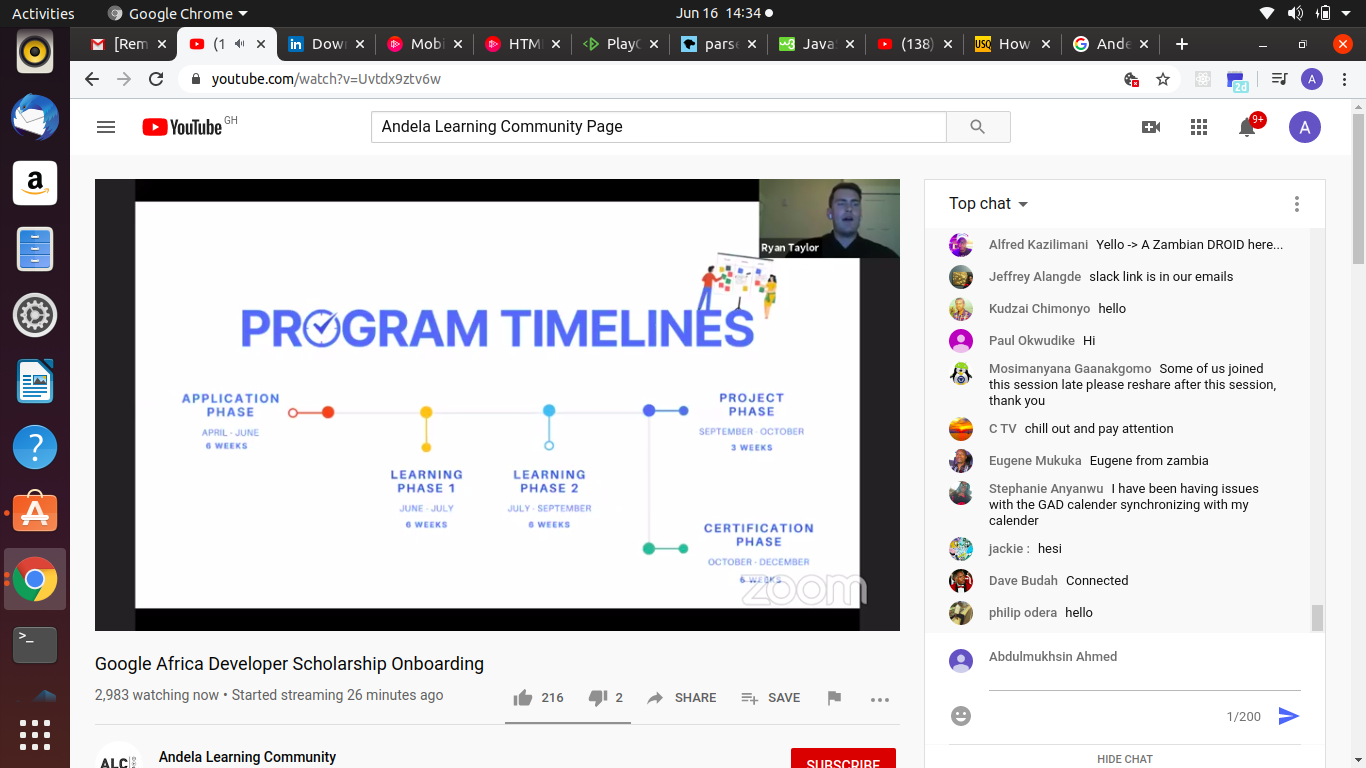 Activities
Google Chrome
Jun 16 14:34
[Rem
(1
Dow
Mobi
HTM
Play
parse
Java
(138)
USQ
How
Ande
youtube.com/watch?v=Uvtdx9ztv6w
2d
A
YouTube GH
Andela Learning Community Page
9+
A
Ryan Taylor
PROGRAM TIMELINES
APPLICATION
PHASE
APRIL - JUNE
6 WEEKS
LEARNING
PHASE 1
JUNE - JULY
6 WEEKS
LEARNING
PHASE 2
JULY - SEPTEMBER
6 WEEKS
PROJECT
PHASE
SEPTEMBER - OCTOBER
3 WEEKS
CERTIFICATION
PHASE
OCTOBER - DECEMBER
6 WEEKS
zoom
Google Africa Developer Scholarship Onboarding
2,983 watching now • Started streaming 26 minutes ago
216
2
SHARE
SAVE
ALC
Andela Learning Community
SUBSCRIBE
Top chat
Alfred Kazilimani Yello -> A Zambian DROID here...
Jeffrey Alangde slack link is in our emails
Kudzai Chimonyo hello
Paul Okwudike Hi
Mosimanyana Gaanakgomo Some of us joined
this session late please reshare after this session,
thank you
C TV chill out and pay attention
Eugene Mukuka Eugene from zambia
Stephanie Anyanwu I have been having issues
with the GAD calender synchronizing with my
calender
jackie : hesi
Dave Budah Connected
philip odera hello
Abdulmukhsin Ahmed
1/200
HIDE CHAT